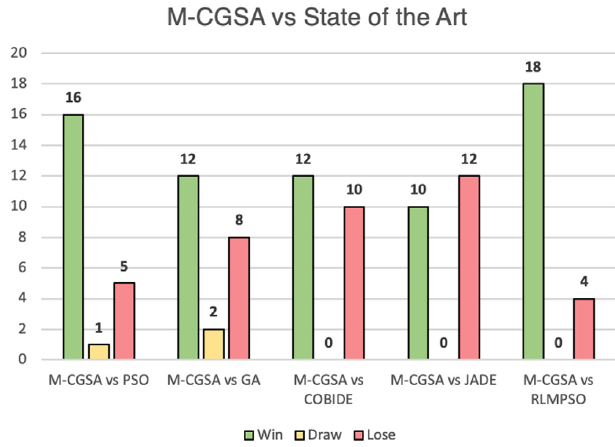 M-CGSA vs State of the Art
20
18
16
14
12
10
8
6
4
2
0
16
1
5
12
2
8
12
0
10
10
0
12
18
0
4
M-CGSA vs PSO
M-CGSA vs GA
M-CGSA vs
COBIDE
M-CGSA vs JADE
M-CGSA vs
RLMPSO
Win
Draw
Lose